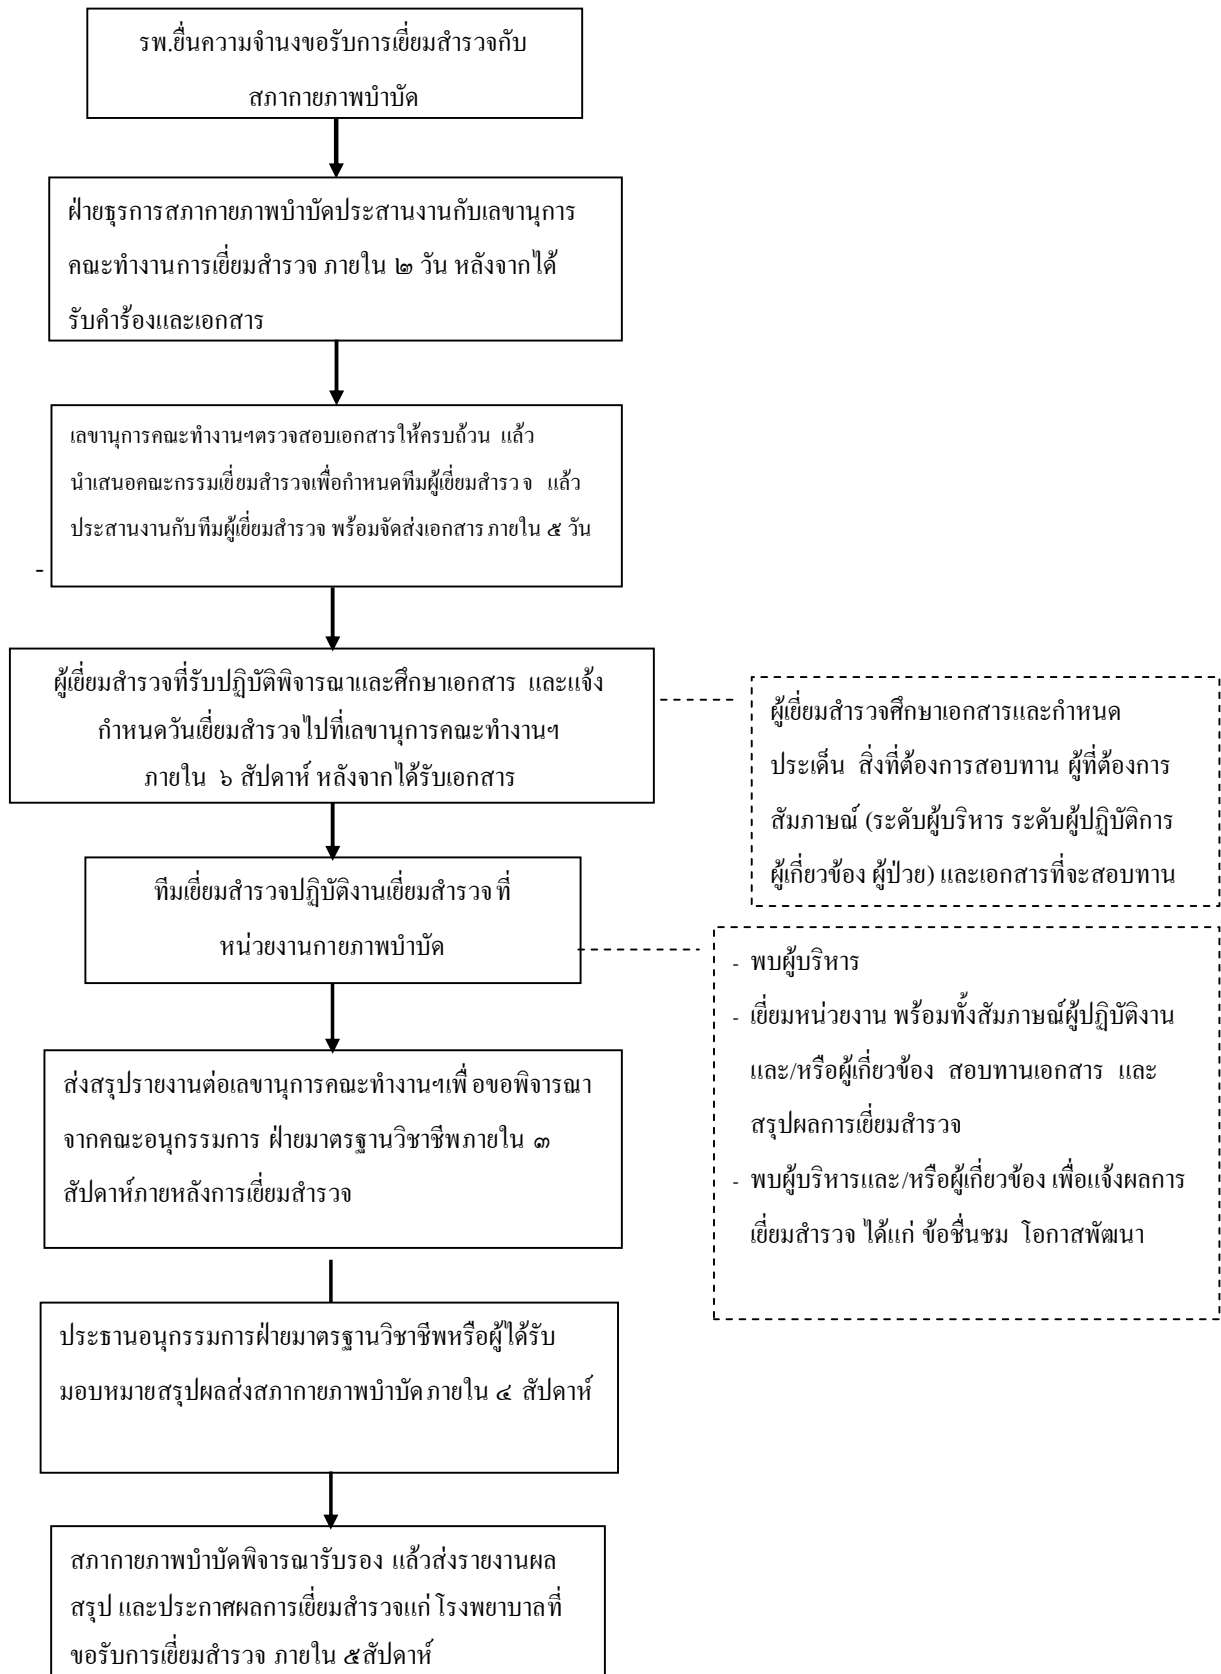 รพ.ยื่นความจำนงขอรับการเยี่ยมสำรวจกับ
สภากายภาพบำบัด
ฝ่ายธุรการสภากายภาพบำบัดประสานงานกับเลขานุการ
คณะทำงานการเยี่ยมสำรวจ ภายใน ๒ วัน หลังจากได้
รับคำร้องและเอกสาร
เลขานุการคณะทำงานฯตรวจสอบเอกสารให้ครบถ้วน แล้ว
นำเสนอคณะกรรมเยี่ยมสำรวจเพื่อกำหนดทีมผู้เยี่ยมสำรวจ แล้ว
ประสานงานกับทีมผู้เยี่ยมสำรวจ พร้อมจัดส่งเอกสาร ภายใน ๕ วัน
-
ผู้เยี่ยมสำรวจที่รับปฏิบัติพิจารณาและศึกษาเอกสาร และแจ้ง
กำหนดวันเยี่ยมสำรวจไปที่เลขานุการคณะทำงานฯ
ภายใน ๖ สัปดาห์ หลังจากได้รับเอกสาร
ผู้เยี่ยมสำรวจศึกษาเอกสารและกำหนด
ประเด็น สิ่งที่ต้องการสอบทาน ผู้ที่ต้องการ
สัมภาษณ์ (ระดับผู้บริหาร ระดับผู้ปฏิบัติการ
ผู้เกี่ยวข้อง ผู้ป่วย) และเอกสารที่จะสอบทาน
ทีมเยี่ยมสำรวจปฏิบัติงานเยี่ยมสำรวจ ที่
หน่วยงานกายภาพบำบัด
- พบผู้บริหาร
- เยี่ยมหน่วยงาน พร้อมทั้งสัมภาษณ์ผู้ปฏิบัติงาน
และ/หรือผู้เกี่ยวข้อง สอบทานเอกสาร และ
สรุปผลการเยี่ยมสำรวจ
- พบผู้บริหารและ/หรือผู้เกี่ยวข้อง เพื่อแจ้งผลการ
เยี่ยมสำรวจ ได้แก่ ข้อชื่นชม โอกาสพัฒนา
ส่งสรุปรายงานต่อเลขานุการคณะทำงานฯเพื่อขอพิจารณา
จากคณะอนุกรรมการ ฝ่ายมาตรฐานวิชาชีพภายใน ๓
สัปดาห์ภายหลังการเยี่ยมสำรวจ
ประธานอนุกรรมการฝ่ายมาตรฐานวิชาชีพหรือผู้ได้รับ
มอบหมายสรุปผลส่งสภากายภาพบำบัด ภายใน ๔ สัปดาห์
สภากายภาพบำบัดพิจารณารับรอง แล้วส่งรายงานผล
สรุป และประกาศผลการเยี่ยมสำรวจแก่ โรงพยาบาลที่
ขอรับการเยี่ยมสำรวจ ภายใน ๕สัปดาห์